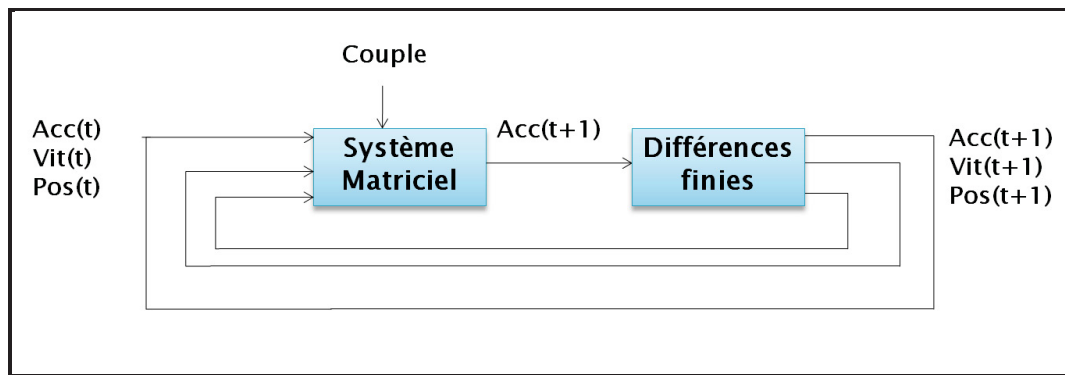 Couple
Acc(t)
Vit(t)
Pos(t)
Système
Matriciel
Acc(t+1)
Différences
finies
Acc(t+1)
Vit(t+1)
Pos(t+1)